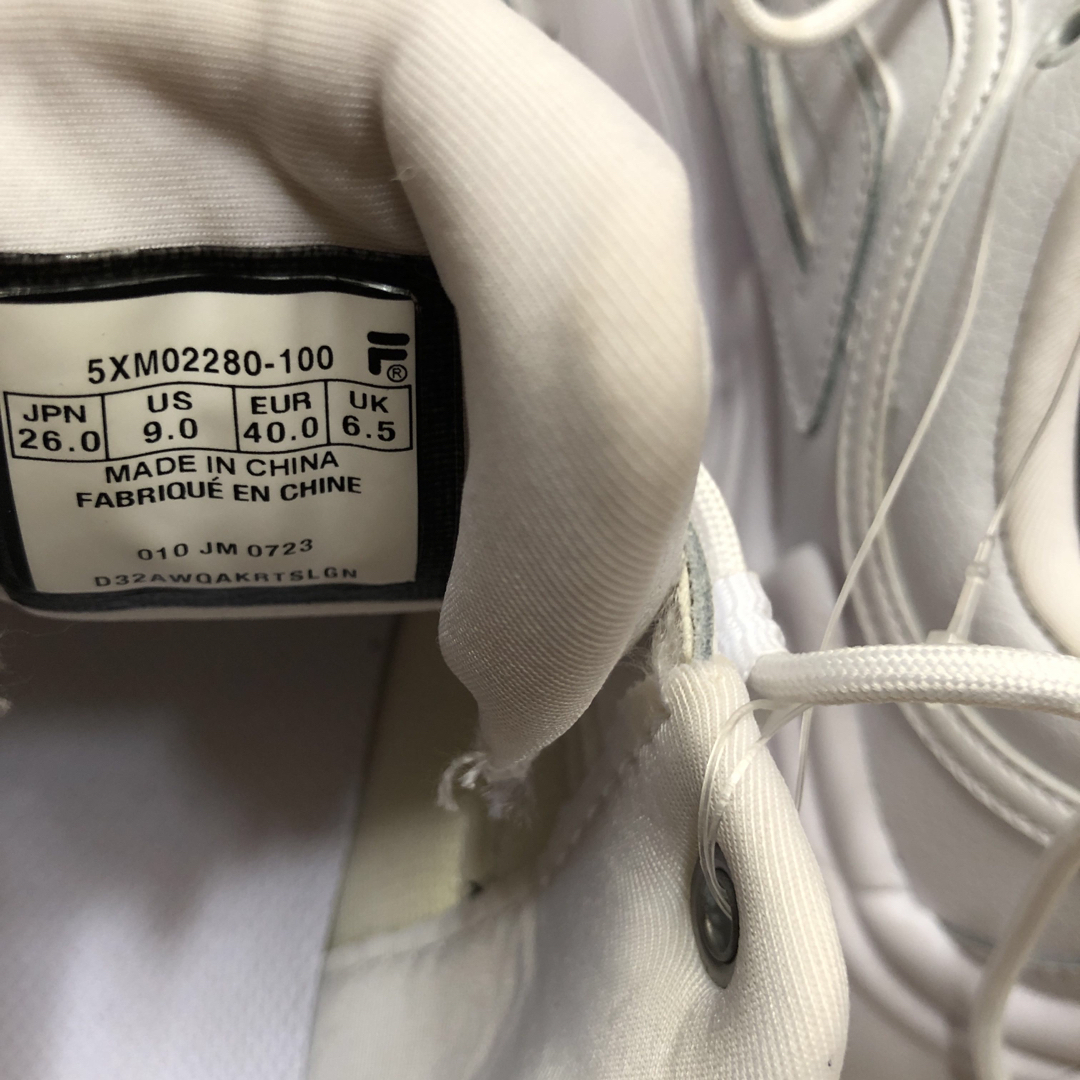 5XM02280-100
JPN US EUR UK
26.0 9.0 40.0 6.5
MADE IN CHINA
FABRIQUÉ EN CHINE
010 JM 0723
D32AWQAKRTSLGN